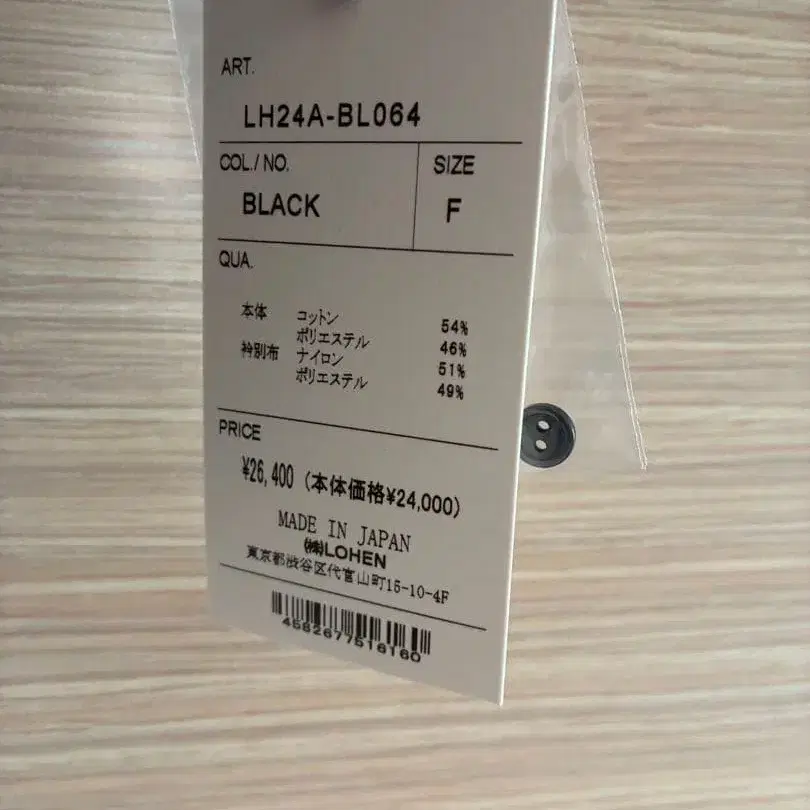 ART.
LH24A-BL064
COL./NO. SIZE
BLACK F
QUA.
本体 コットン 54%
ポリエステル 46%
衿別布 ナイロン 51%
ポリエステル 49%
PRICE
¥26,400 (本体価格¥24,000)
MADE IN JAPAN
㈱LOHEN
東京都渋谷区代官山町15-10-4F
4582677516160